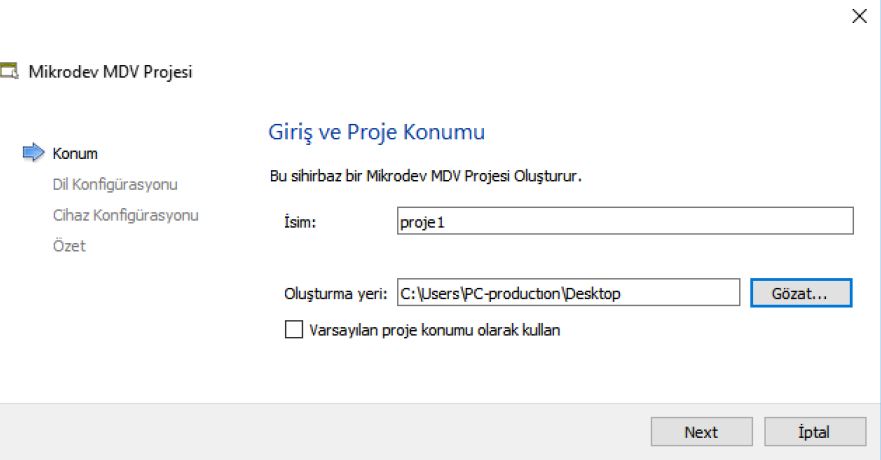 Mikrodev MDV Projesi
Konum
Dil Konfigürasyonu
Cihaz Konfigürasyonu
Özet
Giriş ve Proje Konumu
Bu sihirbaz bir Mikrodev MDV Projesi Oluşturur.
İsim: proje1
Oluşturma yeri: C:\Users\PC-productıon\Desktop Gözat...
Varsayılan proje konumu olarak kullan
Next İptal